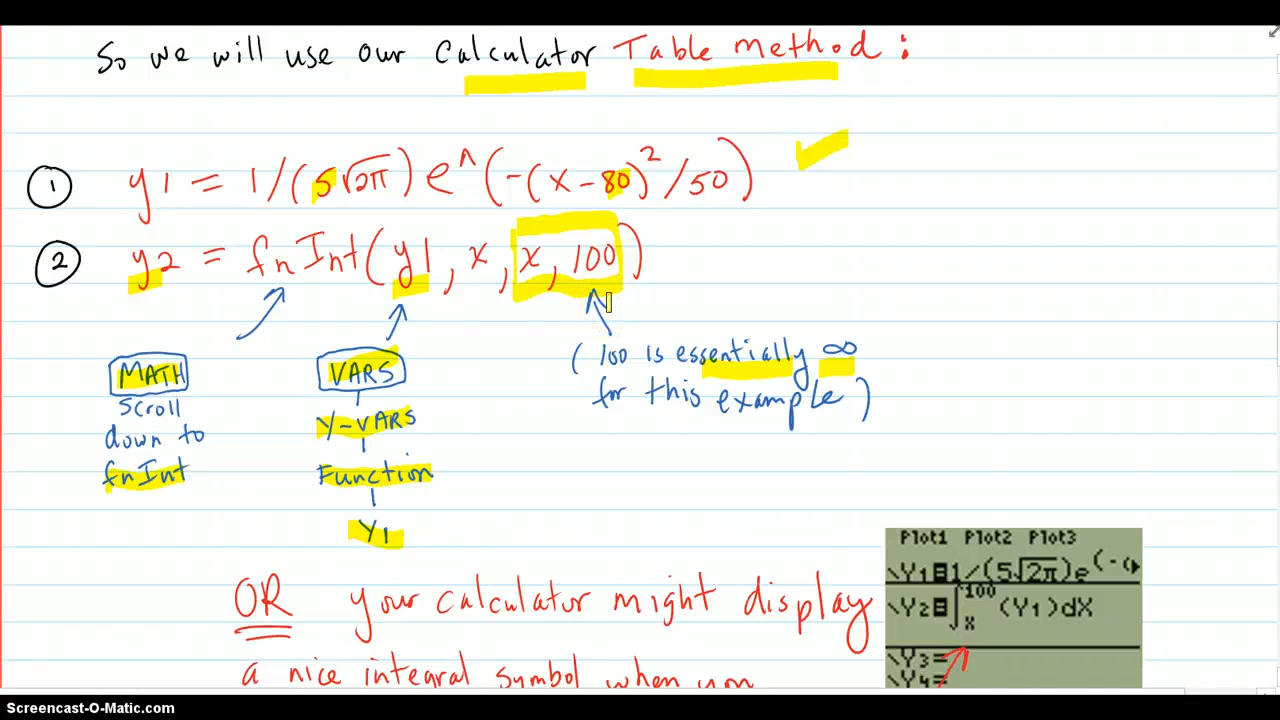 So we will use our Calculator Table method:
① y1 = 1/(5√2π) e^(-(x-80)²/50)
② y2 = fnInt(y1, x, x, 100)
(100 is essentially ∞
for this example)
MATH
Scroll
down to
fnInt
VARS
Y-VARS
Function
Y1
OR your calculator might display
a nice integral symbol when you
Plot1 Plot2 Plot3
\Y1=1/(5√2π)e^(-(
\Y2=∫x^100 (Y1)dX
\Y3=
\Y4=
Screencast-O-Matic.com